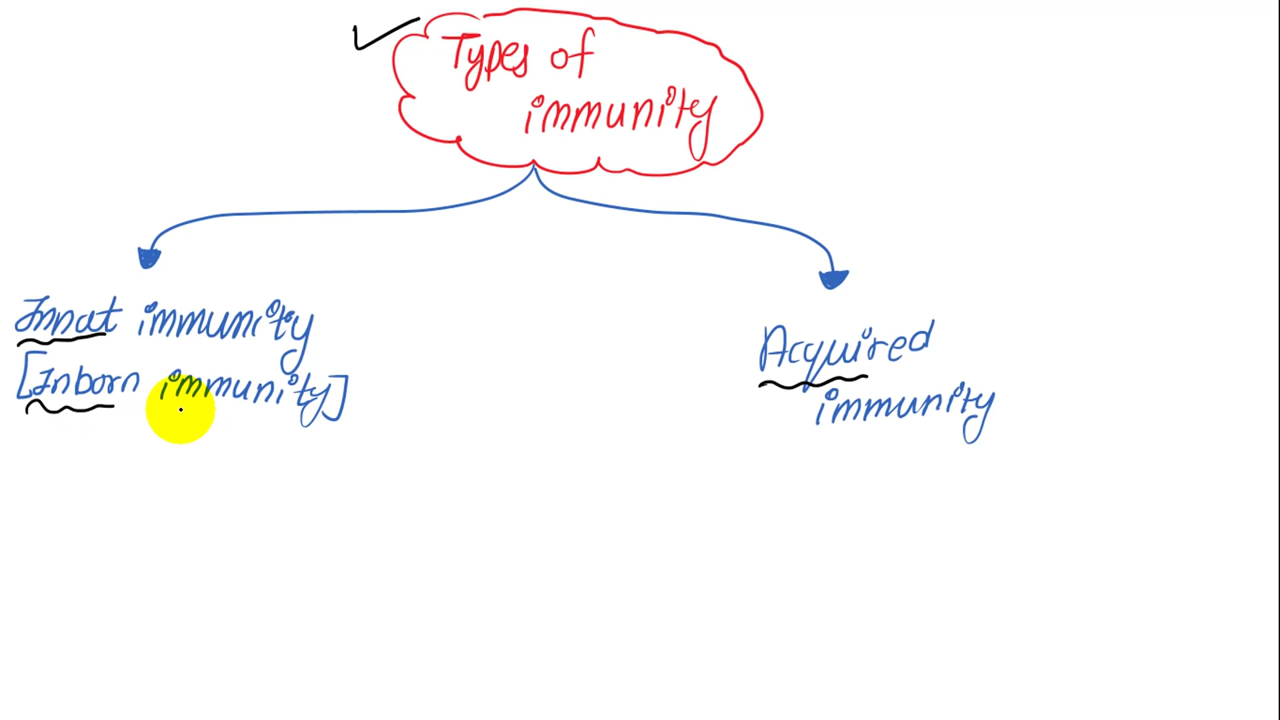 Types of
immunity
Innat immunity
[Inborn immunity]
Acquired
immunity